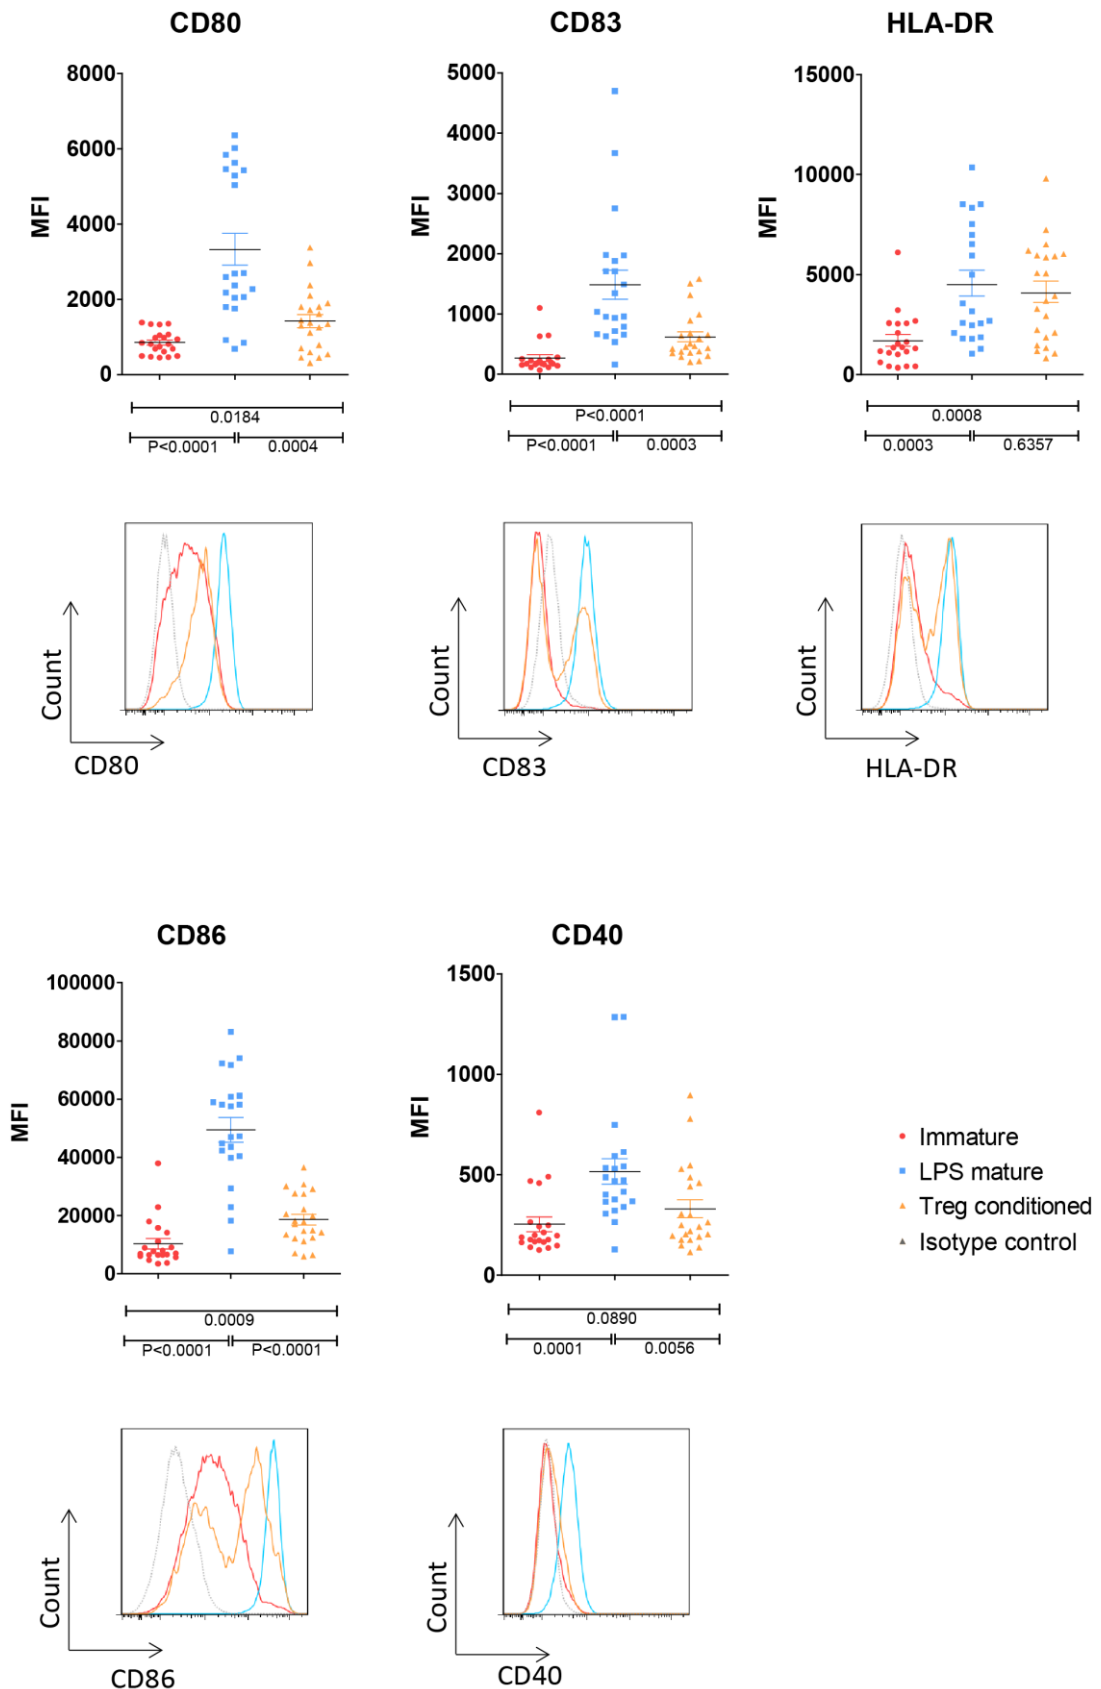 CD80
CD83
HLA-DR
MFI
8000
6000
4000
2000
0
0.0184
P<0.0001
0.0004
MFI
5000
4000
3000
2000
1000
0
P<0.0001
P<0.0001
0.0003
MFI
15000
10000
5000
0
0.0008
0.0003
0.6357
Count
CD80
Count
CD83
Count
HLA-DR
CD86
CD40
MFI
100000
80000
60000
40000
20000
0
0.0009
P<0.0001
P<0.0001
MFI
1500
1000
500
0
0.0890
0.0001
0.0056
Immature
LPS mature
Treg conditioned
Isotype control
Count
CD86
Count
CD40